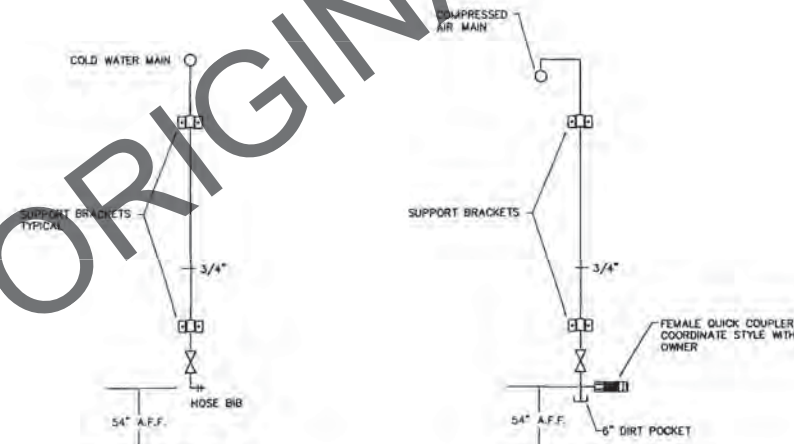 COLD WATER MAIN
SUPPORT BRACKETS
TYPICAL
3/4"
HOSE BIB
54" A.F.F.
COMPRESSED
AIR MAIN
SUPPORT BRACKETS
3/4"
FEMALE QUICK COUPLER
COORDINATE STYLE WITH
OWNER
54" A.F.F.
6" DIRT POCKET
ORIGINA